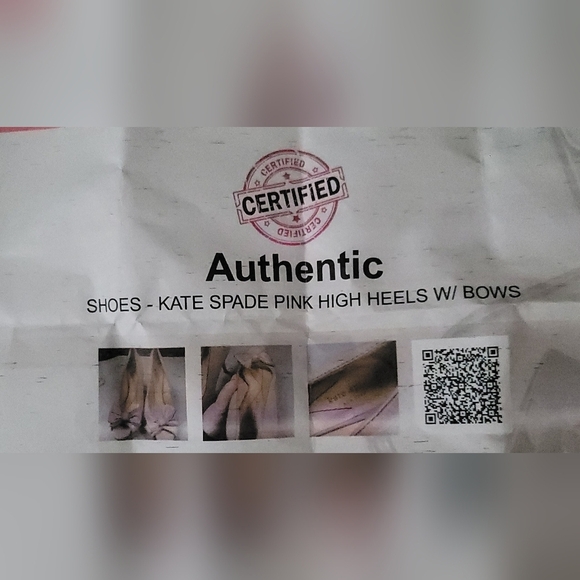 CERTIFIED
CERTIFiED
CERTIFIED
Authentic
SHOES - KATE SPADE PINK HIGH HEELS W/ BOWS